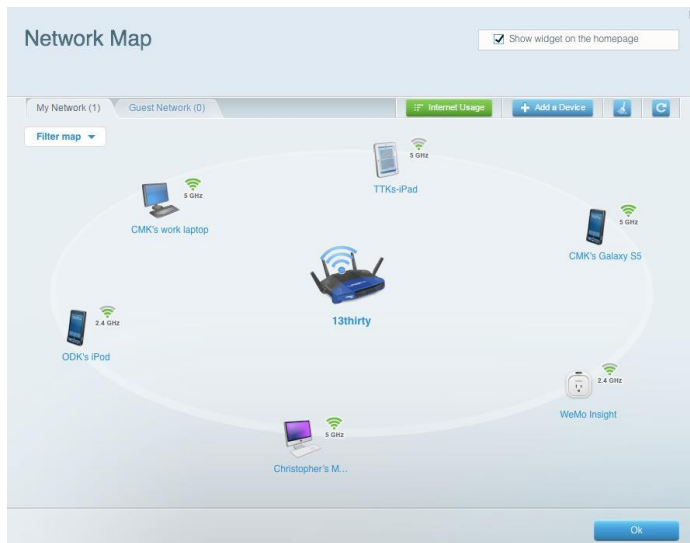 Network Map
Show widget on the homepage
My Network (1)
Guest Network (0)
Internet Usage
Add a Device
Filter map
5 GHz
TTKs-iPad
5 GHz
CMK's work laptop
5 GHz
CMK's Galaxy S5
13thirty
2.4 GHz
ODK's iPod
2.4 GHz
WeMo Insight
5 GHz
Christopher's M...
Ok